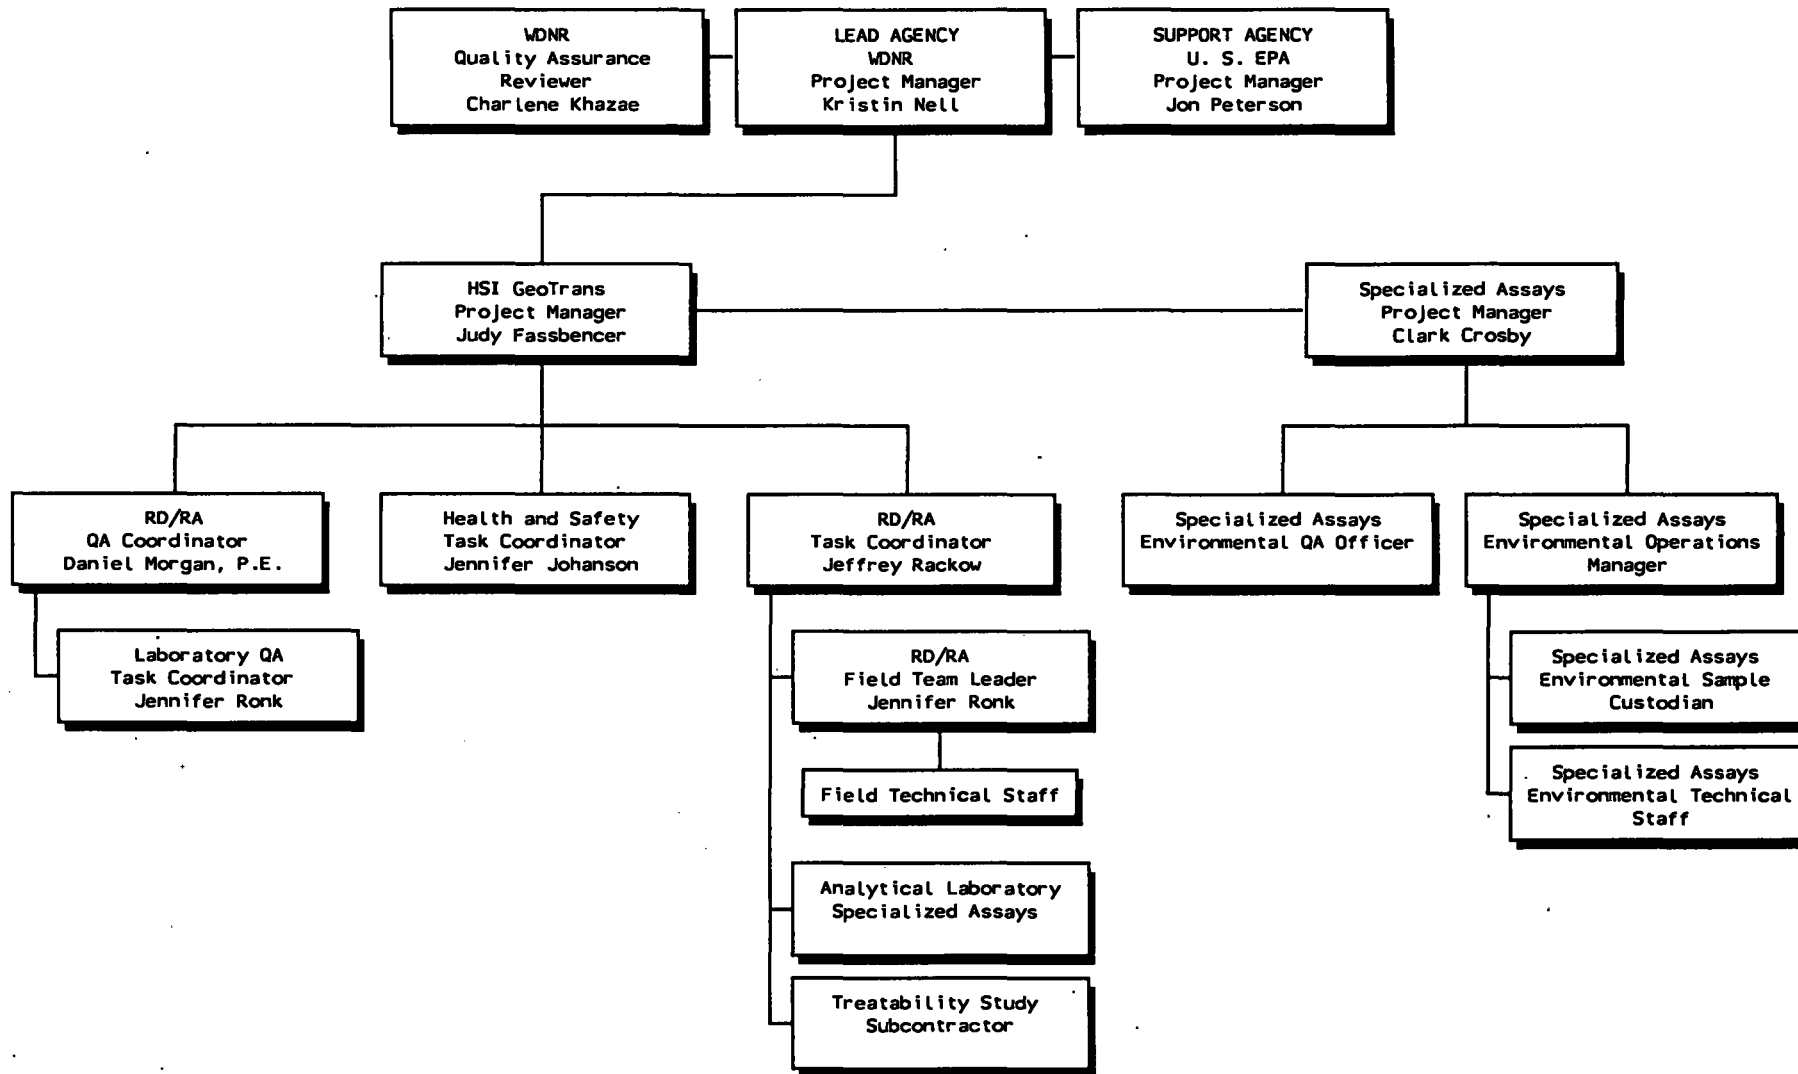 WDNR
Quality Assurance
Reviewer
Charlene Khazae
LEAD AGENCY
WDNR
Project Manager
Kristin Nell
SUPPORT AGENCY
U. S. EPA
Project Manager
Jon Peterson
HSI GeoTrans
Project Manager
Judy Fassbencer
Specialized Assays
Project Manager
Clark Crosby
RD/RA
QA Coordinator
Daniel Morgan, P.E.
Health and Safety
Task Coordinator
Jennifer Johanson
RD/RA
Task Coordinator
Jeffrey Rackow
Specialized Assays
Environmental QA Officer
Specialized Assays
Environmental Operations
Manager
Laboratory QA
Task Coordinator
Jennifer Ronk
RD/RA
Field Team Leader
Jennifer Ronk
Specialized Assays
Environmental Sample
Custodian
Field Technical Staff
Specialized Assays
Environmental Technical
Staff
Analytical Laboratory
Specialized Assays
Treatability Study
Subcontractor